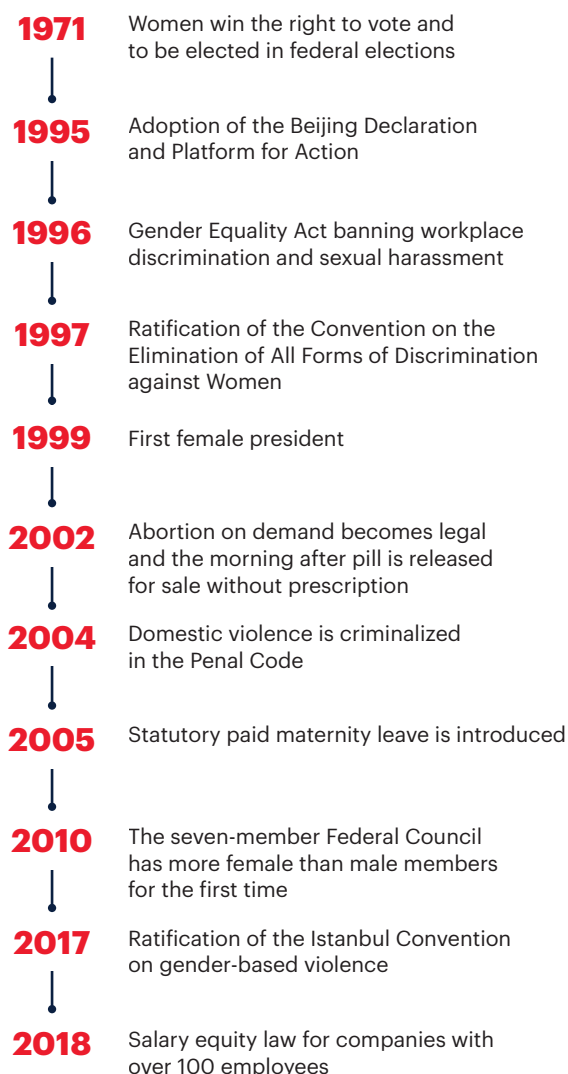 1971
Women win the right to vote and
to be elected in federal elections
1995
Adoption of the Beijing Declaration
and Platform for Action
1996
Gender Equality Act banning workplace
discrimination and sexual harassment
1997
Ratification of the Convention on the
Elimination of All Forms of Discrimination
against Women
1999
First female president
2002
Abortion on demand becomes legal
and the morning after pill is released
for sale without prescription
2004
Domestic violence is criminalized
in the Penal Code
2005
Statutory paid maternity leave is introduced
2010
The seven-member Federal Council
has more female than male members
for the first time
2017
Ratification of the Istanbul Convention
on gender-based violence
2018
Salary equity law for companies with
over 100 employees